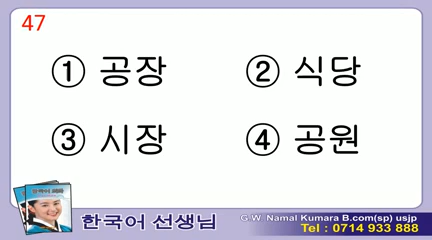 47
① 공장 ② 식당
③ 시장 ④ 공원
한국어 선생님
G.W. Namal Kumara B.com(sp) usjp
Tel : 0714 933 888